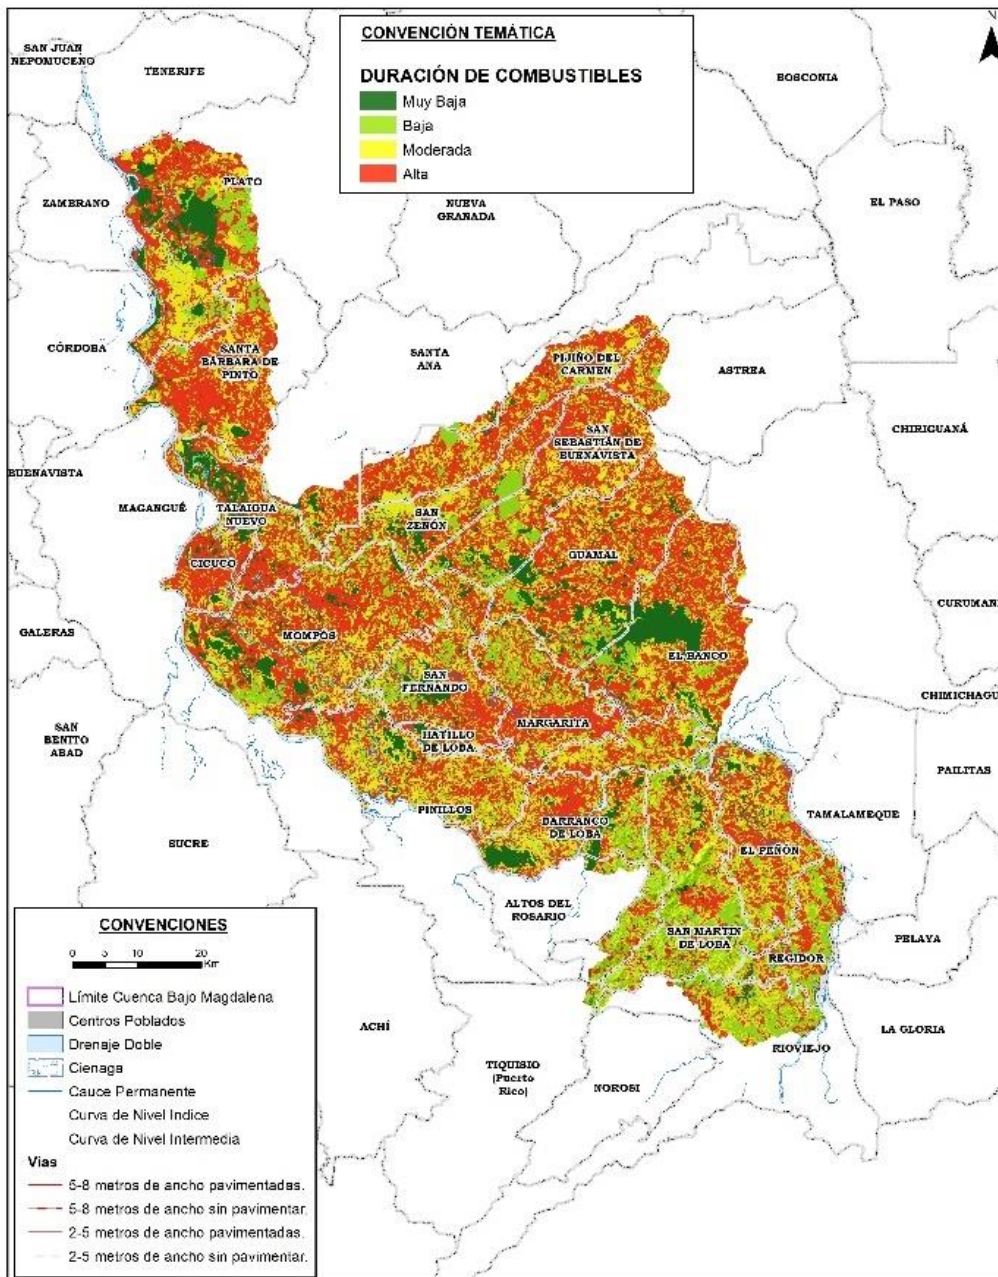 CONVENCIÓN TEMÁTICA
DURACIÓN DE COMBUSTIBLES
Muy Baja
Baja
Moderada
Alta
SAN JUAN
NEPOMUCENO
TENERIFE
BOSCONIA
ZAMBRANO
PLATO
NUEVA
GRANADA
EL PASO
CÓRDOBA
SANTA
BÁRBARA DE
PINTO
SANTA
ANA
PIJIÑO DEL
CARMEN
ASTREA
SAN
SEBASTIÁN DE
BUENAVISTA
CHIRIGUANÁ
BUENAVISTA
MAGANGUÉ
TALAIGUA
NUEVO
SAN
ZENÓN
CICUCO
GUAMAL
CURUMANI
GALERAS
MOMPÓS
EL BANCO
SAN
FERNANDO
CHIMICHAGU
SAN
BENITO
ABAD
MARGARITA
HATILLO
DE LOBA
PAILITAS
PINILLOS
BARRANCO
DE LOBA
TAMALAMEQUE
SUCRE
EL PEÑÓN
ALTOS DEL
ROSARIO
SAN MARTIN
DE LOBA
PELAYA
REGIDOR
ACHÍ
LA GLORIA
RIOVIEJO
TIQUISIO
(Puerto
Rico)
NOROSI
CONVENCIONES
0 5 10 20
Km
Límite Cuenca Bajo Magdalena
Centros Poblados
Drenaje Doble
Cienaga
Cauce Permanente
Curva de Nivel Indice
Curva de Nivel Intermedia
Vias
5-8 metros de ancho pavimentadas.
5-8 metros de ancho sin pavimentar.
2-5 metros de ancho pavimentadas.
2-5 metros de ancho sin pavimentar.